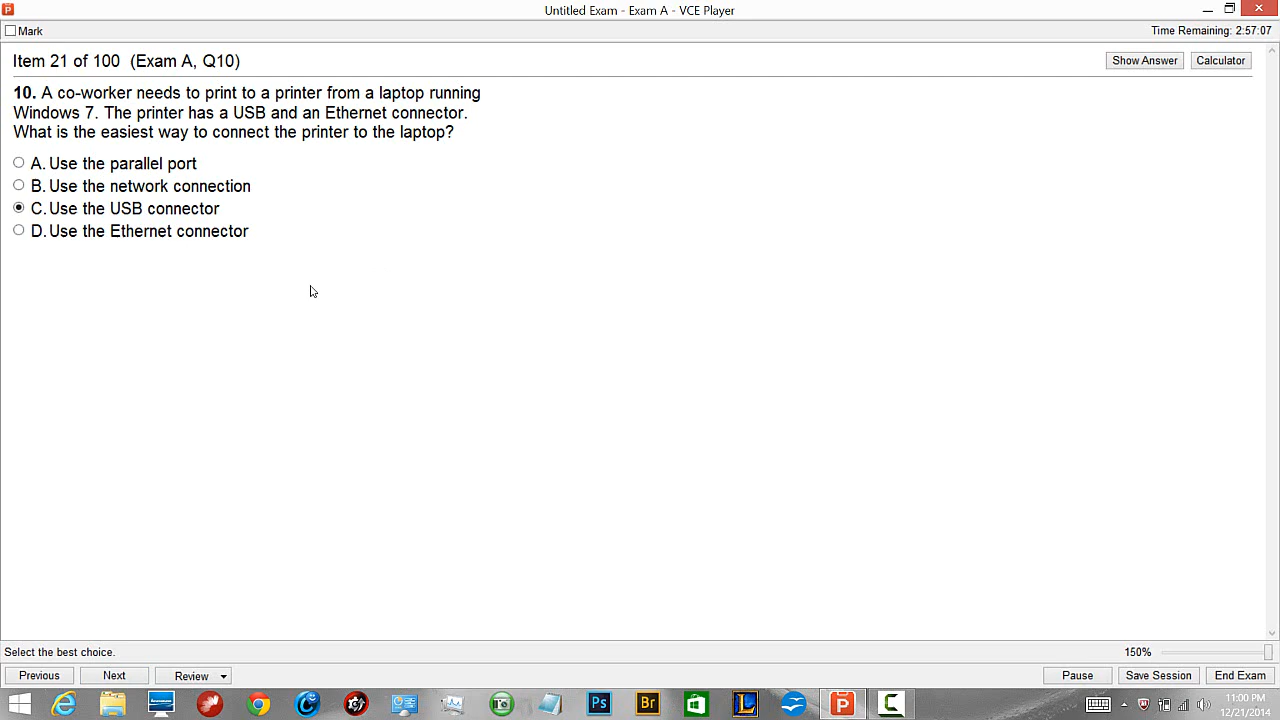 Untitled Exam - Exam A - VCE Player
Mark
Time Remaining: 2:57:07
Item 21 of 100 (Exam A, Q10)
Show Answer
Calculator
10. A co-worker needs to print to a printer from a laptop running
Windows 7. The printer has a USB and an Ethernet connector.
What is the easiest way to connect the printer to the laptop?
A. Use the parallel port
B. Use the network connection
C. Use the USB connector
D. Use the Ethernet connector
Select the best choice.
150%
Previous
Next
Review
Pause
Save Session
End Exam
Ps
Br
L
P
C
11:00 PM
12/21/2014